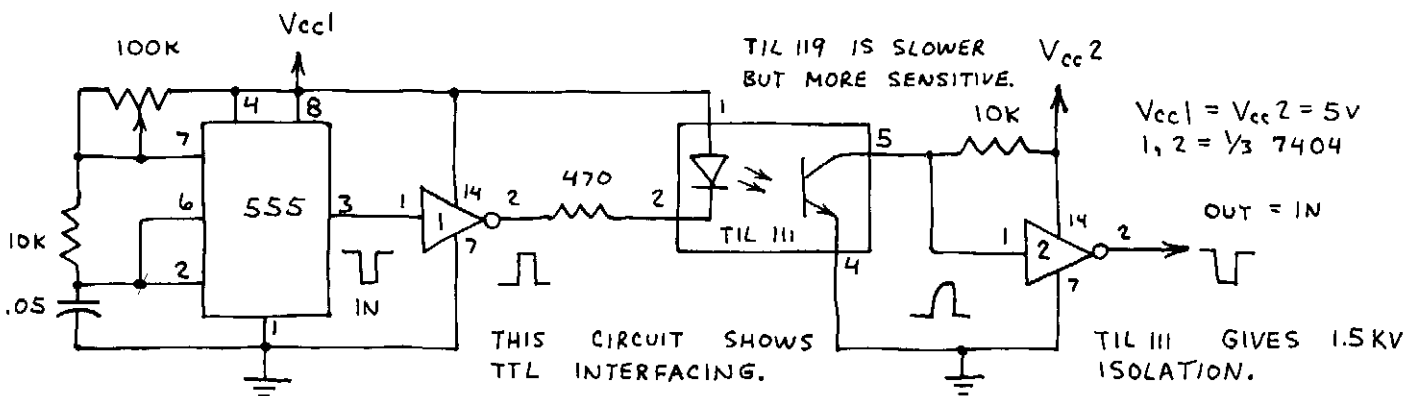 Vcc1
100K
4
8
7
6
2
10K
.05
555
3
1
IN
1
1
14
2
7
470
TIL 119 IS SLOWER
BUT MORE SENSITIVE.
1
2
TIL 111
5
4
10K
Vcc2
1
2
14
2
7
Vcc1 = Vcc2 = 5V
1, 2 = 1/3 7404
OUT = IN
THIS CIRCUIT SHOWS
TTL INTERFACING.
TIL 111 GIVES 1.5KV
ISOLATION.